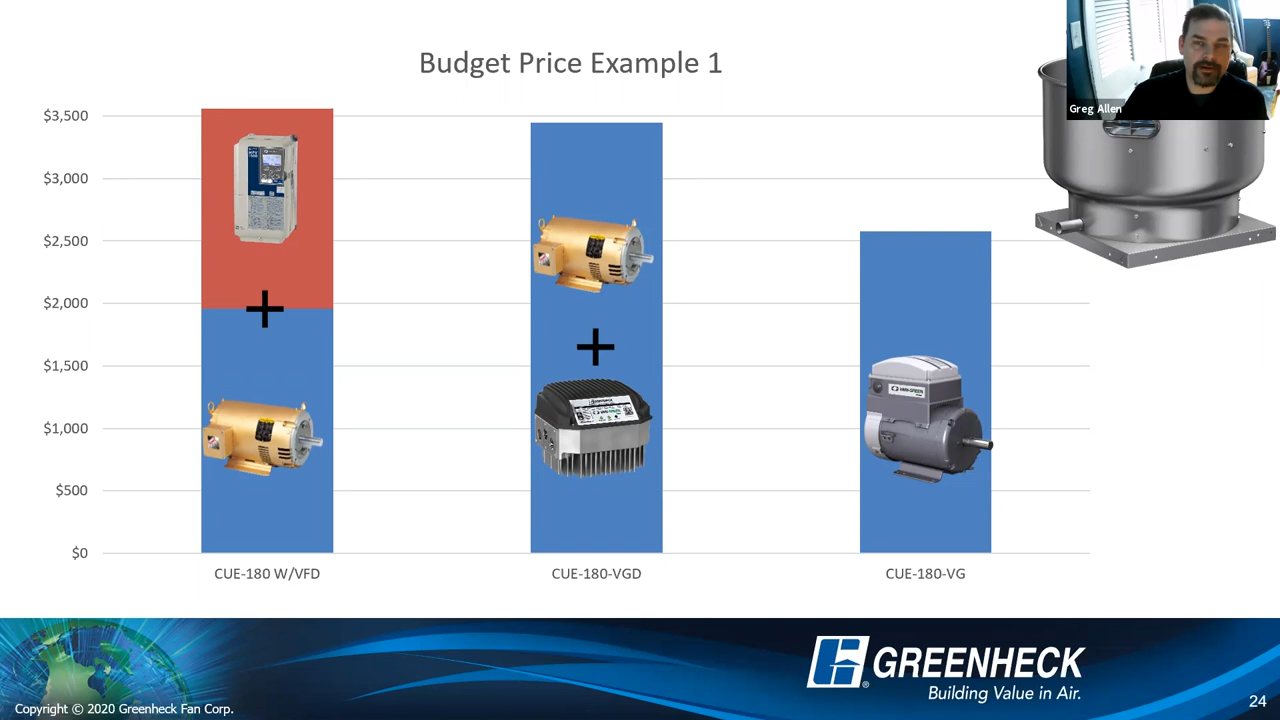 Budget Price Example 1
Greg Allen
$3,500
$3,000
$2,500
$2,000
$1,500
$1,000
$500
$0
CUE-180 W/VFD
CUE-180-VGD
CUE-180-VG
GREENHECK
Building Value in Air.
Copyright © 2020 Greenheck Fan Corp.
24